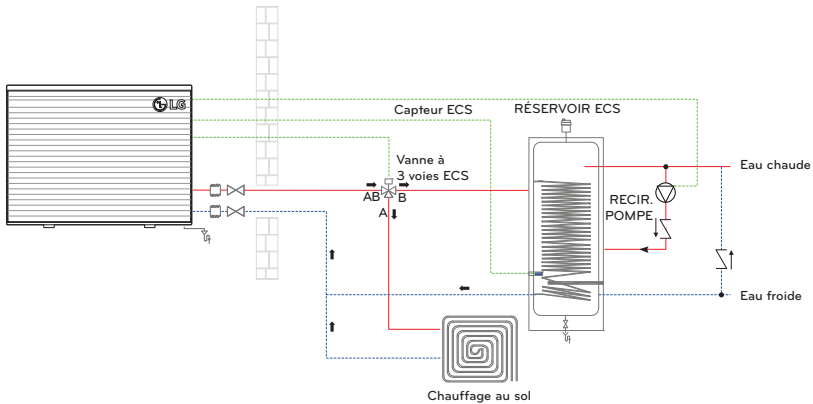 LG
Capteur ECS
RÉSERVOIR ECS
Vanne à
3 voies ECS
AB
B
A
RECIR.
POMPE
Eau chaude
Eau froide
Chauffage au sol